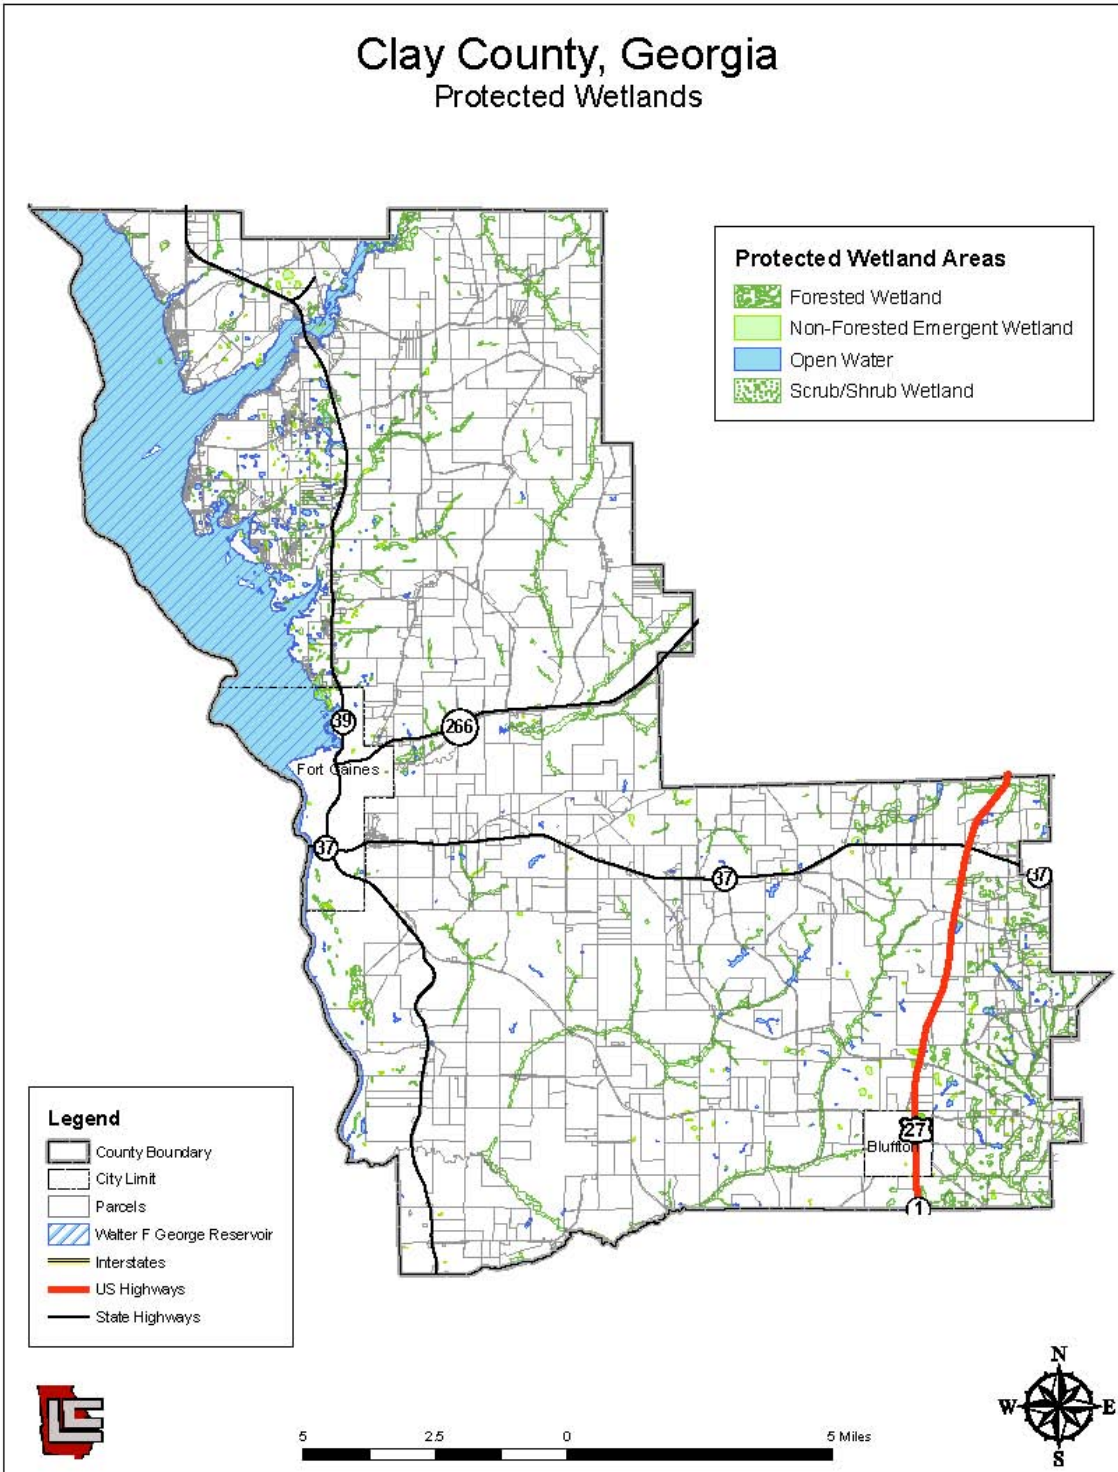 Clay County, Georgia
Protected Wetlands
Protected Wetland Areas
Forested Wetland
Non-Forested Emergent Wetland
Open Water
Scrub/Shrub Wetland
39
266
Fort Gaines
37
37
37
27
Bluffton
1
Legend
County Boundary
City Limit
Parcels
Walter F George Reservoir
Interstates
US Highways
State Highways
N
W E
S
5 2.5 0 5 Miles